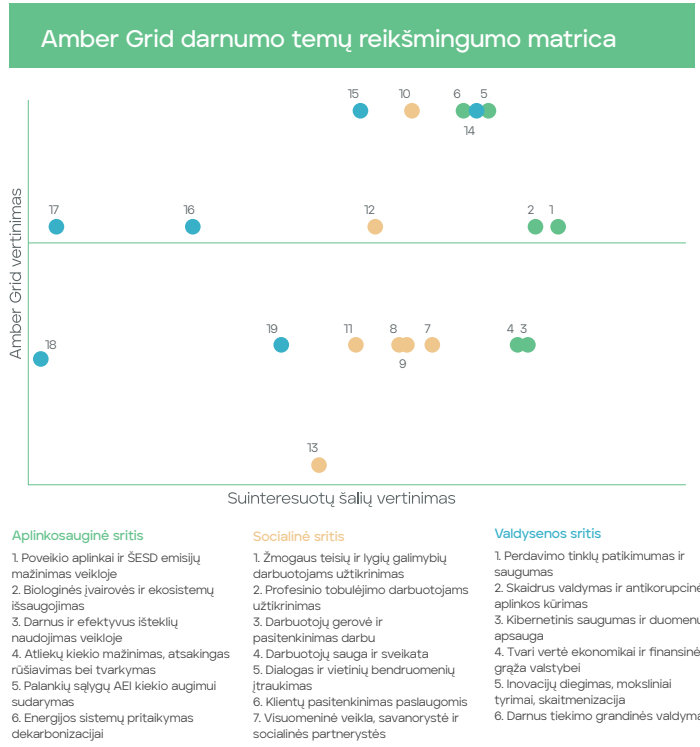 Amber Grid darnumo temų reikšmingumo matrica
15
10
6
5
14
17
16
12
2
1
Amber Grid vertinimas
18
19
11
8
9
7
4
3
13
Suinteresuotų šalių vertinimas
Aplinkosauginė sritis
1. Poveikio aplinkai ir ŠESD emisijų
mažinimas veikloje
2. Biologinės įvairovės ir ekosistemų
išsaugojimas
3. Darnus ir efektyvus išteklių
naudojimas veikloje
4. Atliekų kiekio mažinimas, atsakingas
rūšiavimas bei tvarkymas
5. Palankių sąlygų AEI kiekio augimui
sudarymas
6. Energijos sistemų pritaikymas
dekarbonizacijai
Socialinė sritis
1. Žmogaus teisių ir lygių galimybių
darbuotojams užtikrinimas
2. Profesinio tobulėjimo darbuotojams
užtikrinimas
3. Darbuotojų gerovė ir
pasitenkinimas darbu
4. Darbuotojų sauga ir sveikata
5. Dialogas ir vietinių bendruomenių
įtraukimas
6. Klientų pasitenkinimas paslaugomis
7. Visuomeninė veikla, savanorystė ir
socialinės partnerystės
Valdysenos sritis
1. Perdavimo tinklų patikimumas ir
saugumas
2. Skaidrus valdymas ir antikorupcinė
aplinkos kūrimas
3. Kibernetinis saugumas ir duomenų
apsauga
4. Tvari vertė ekonomikai ir finansinė
grąža valstybei
5. Inovacijų diegimas, moksliniai
tyrimai, skaitmenizacija
6. Darnus tiekimo grandinės valdyma